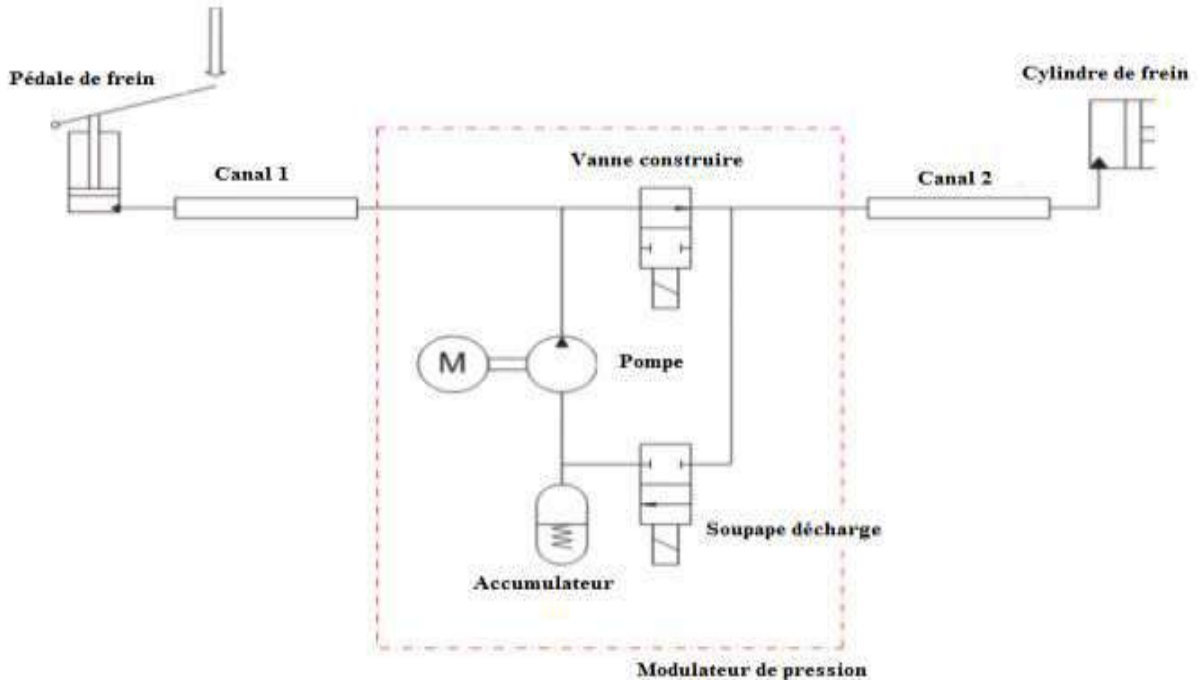 Pédale de frein
Cylindre de frein
Vanne construire
Canal 1
Canal 2
M
Pompe
Soupape décharge
Accumulateur
Modulateur de pression